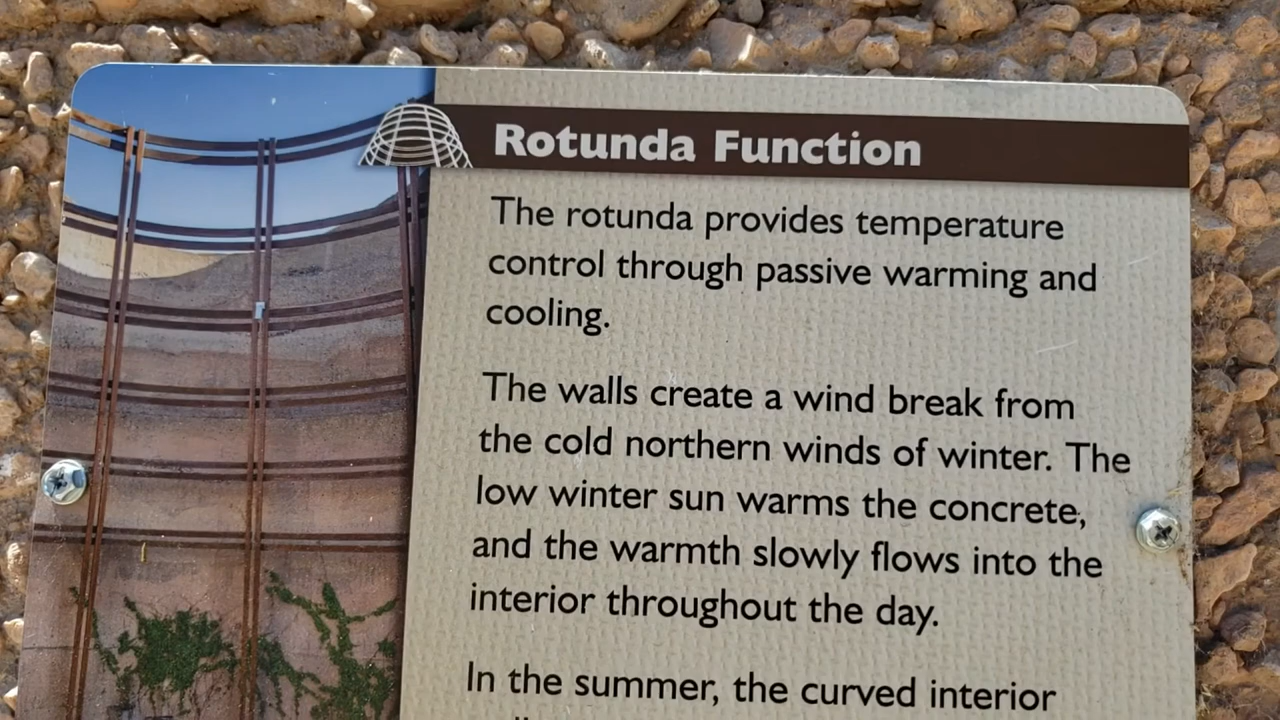 Rotunda Function
The rotunda provides temperature
control through passive warming and
cooling.
The walls create a wind break from
the cold northern winds of winter. The
low winter sun warms the concrete,
and the warmth slowly flows into the
interior throughout the day.
In the summer, the curved interior